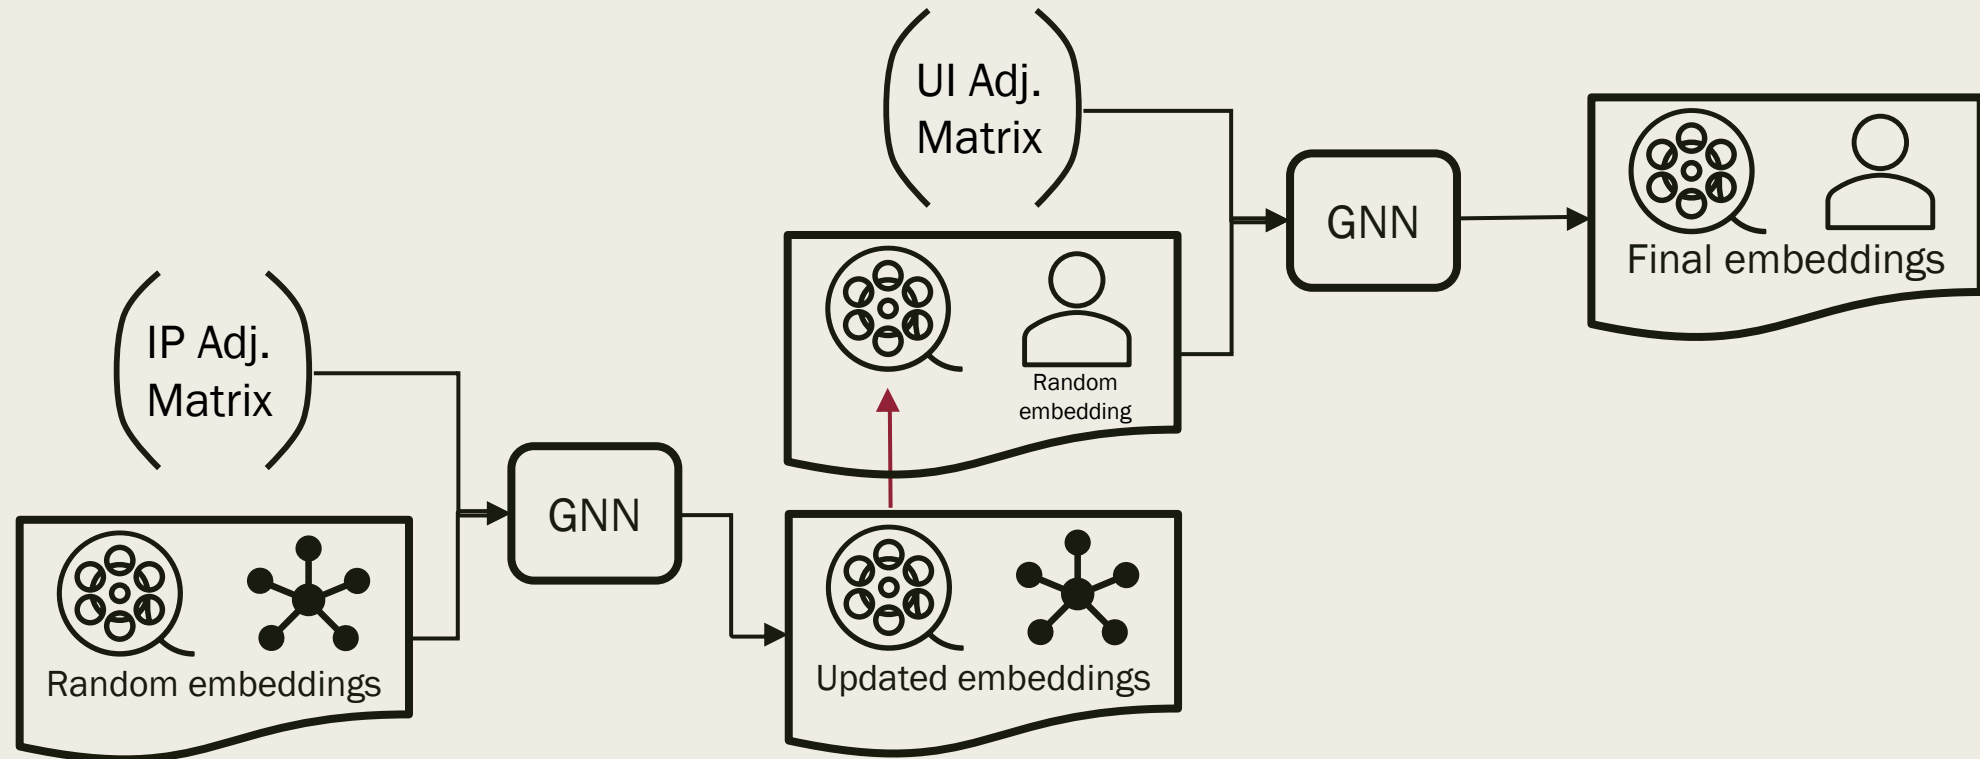 UI Adj.
Matrix
GNN
Final embeddings
Random
embedding
IP Adj.
Matrix
GNN
Random embeddings
Updated embeddings